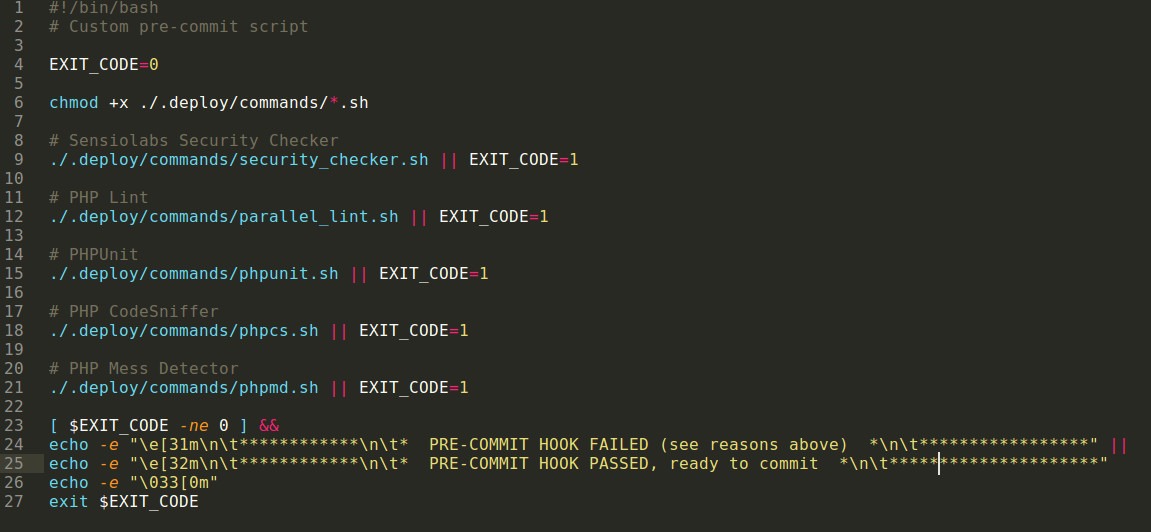 1 #!/bin/bash
2 # Custom pre-commit script
3
4 EXIT_CODE=0
5
6 chmod +x ./.deploy/commands/*.sh
7
8 # Sensiolabs Security Checker
9 ./.deploy/commands/security_checker.sh || EXIT_CODE=1
10
11 # PHP Lint
12 ./.deploy/commands/parallel_lint.sh || EXIT_CODE=1
13
14 # PHPUnit
15 ./.deploy/commands/phpunit.sh || EXIT_CODE=1
16
17 # PHP CodeSniffer
18 ./.deploy/commands/phpcs.sh || EXIT_CODE=1
19
20 # PHP Mess Detector
21 ./.deploy/commands/phpmd.sh || EXIT_CODE=1
22
23 [ $EXIT_CODE -ne 0 ] &&
24 echo -e "\e[31m\n\t************\n\t*  PRE-COMMIT HOOK FAILED (see reasons above)  *\n\t*****************" ||
25 echo -e "\e[32m\n\t************\n\t*  PRE-COMMIT HOOK PASSED, ready to commit  *\n\t*********************"
26 echo -e "\033[0m"
27 exit $EXIT_CODE